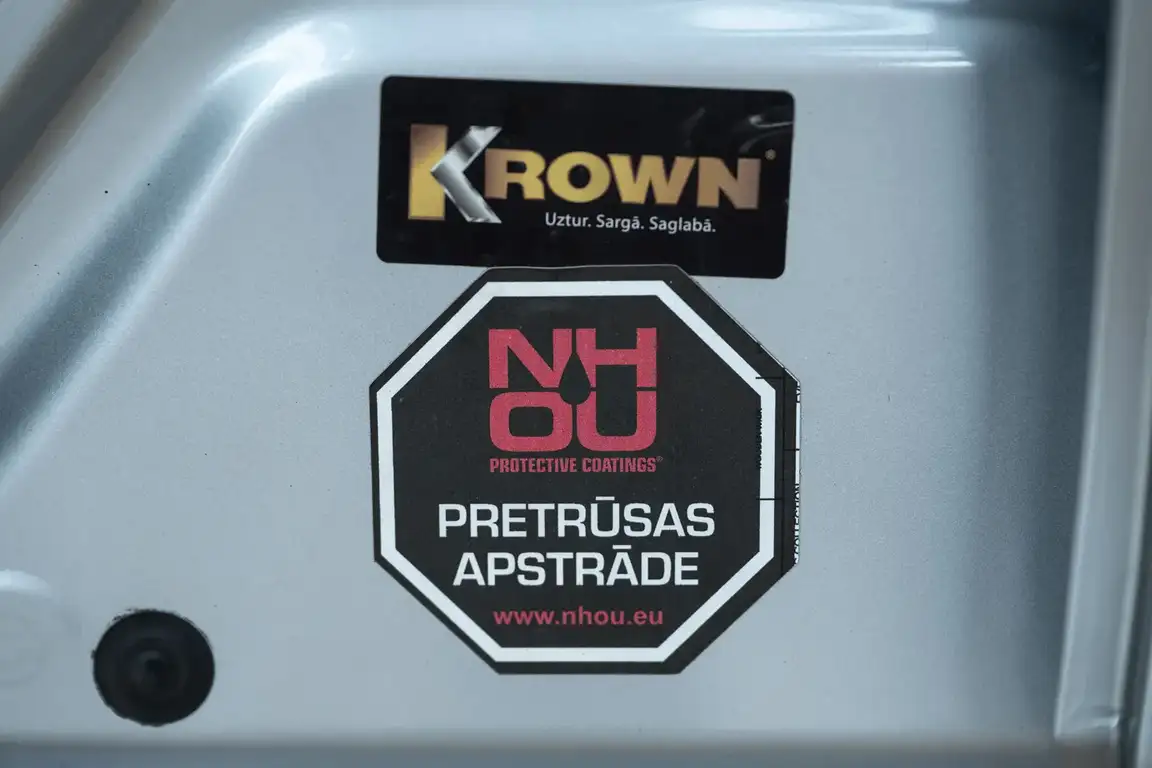 KROWN®
Uztur. Sargā. Saglabā.
NH
OU
PROTECTIVE COATINGS®
PRETRŪSAS
APSTRĀDE
www.nhou.eu